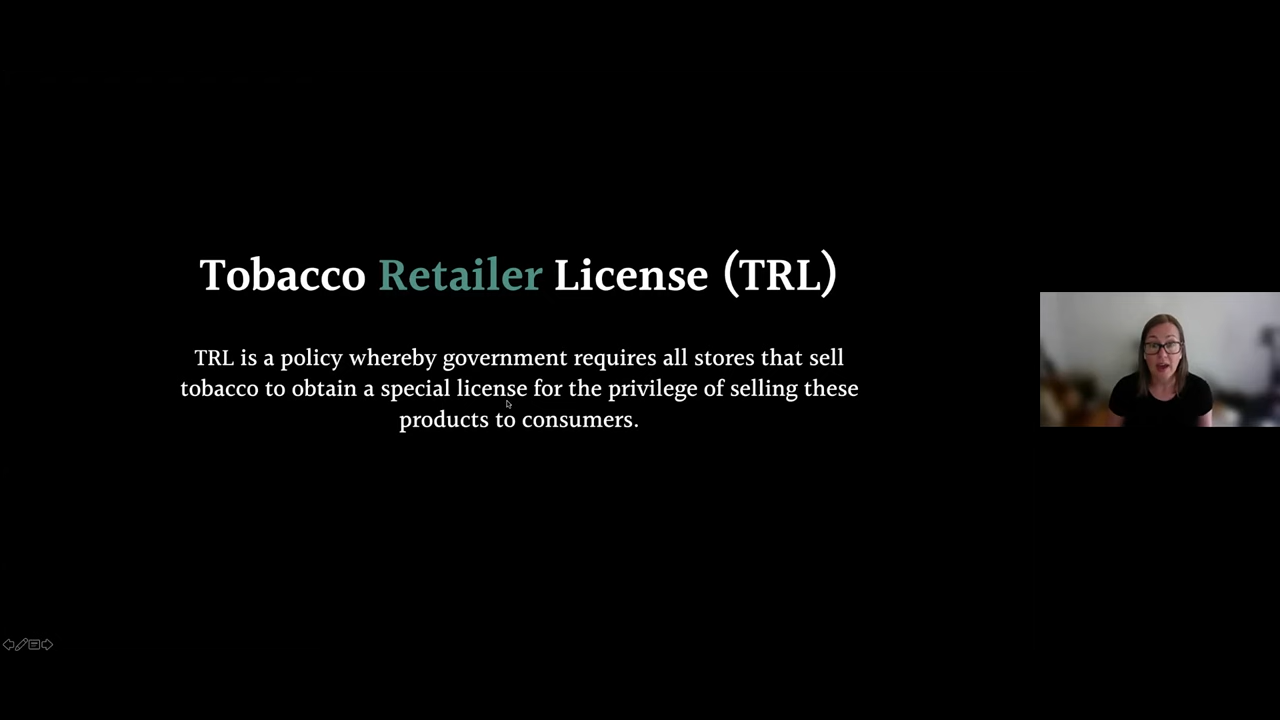 Tobacco Retailer License (TRL)
TRL is a policy whereby government requires all stores that sell
tobacco to obtain a special license for the privilege of selling these
products to consumers.